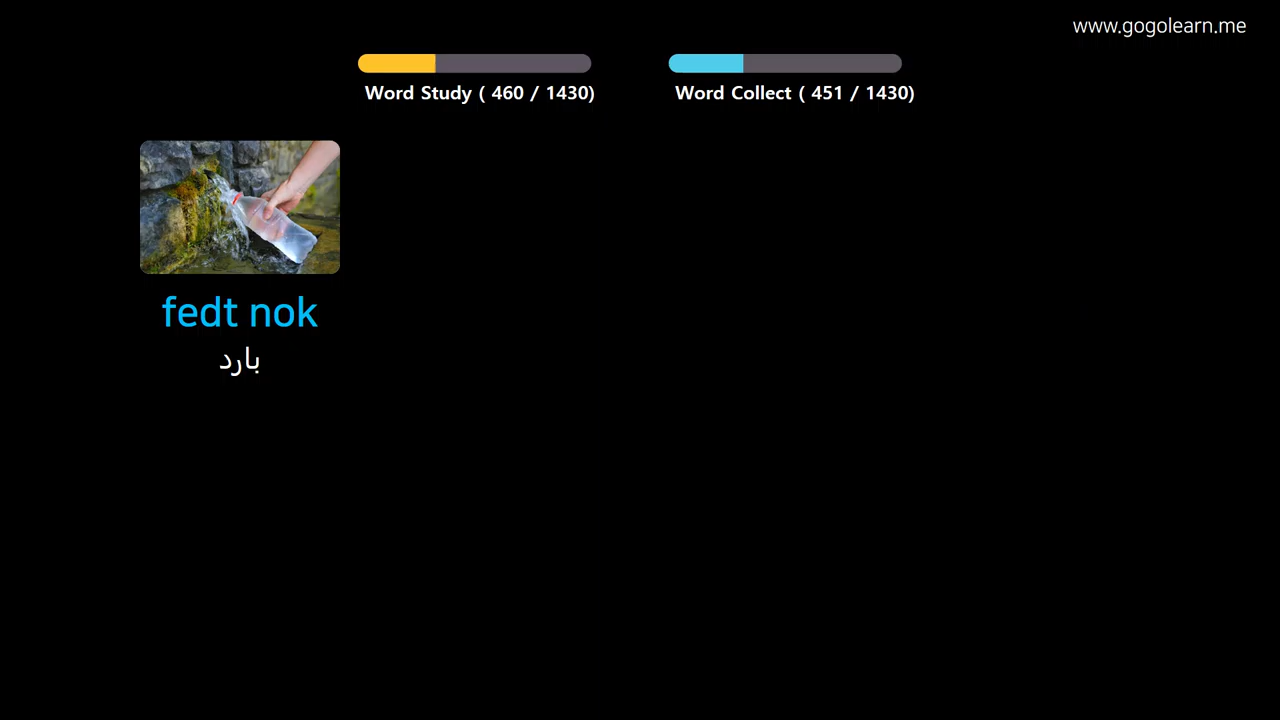 www.gogolearn.me
Word Study ( 460 / 1430)
Word Collect ( 451 / 1430)
fedt nok
بارد